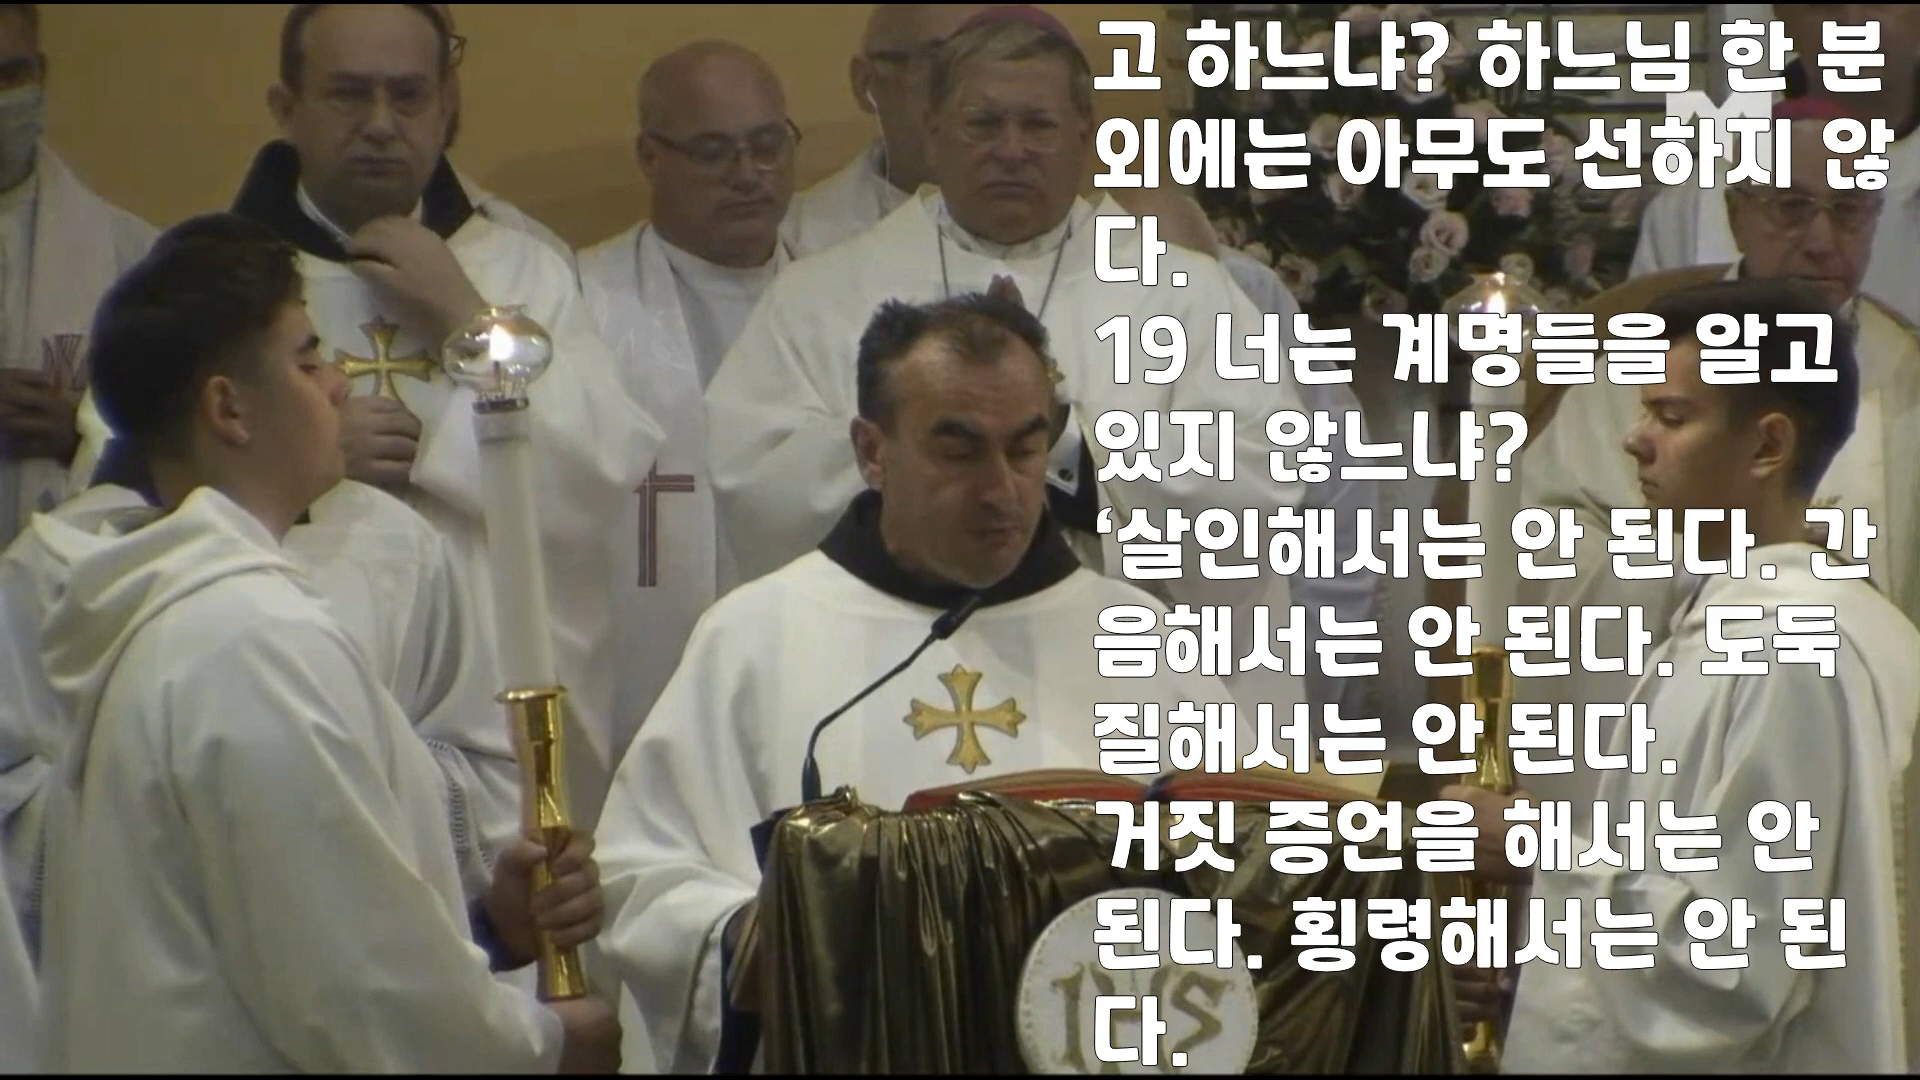 고 하느냐? 하느님 한 분
외에는 아무도 선하지 않
다.
19 너는 계명들을 알고
있지 않느냐?
‘살인해서는 안 된다. 간
음해서는 안 된다. 도둑
질해서는 안 된다.
거짓 증언을 해서는 안
된다. 횡령해서는 안 된
다.
M
IHS